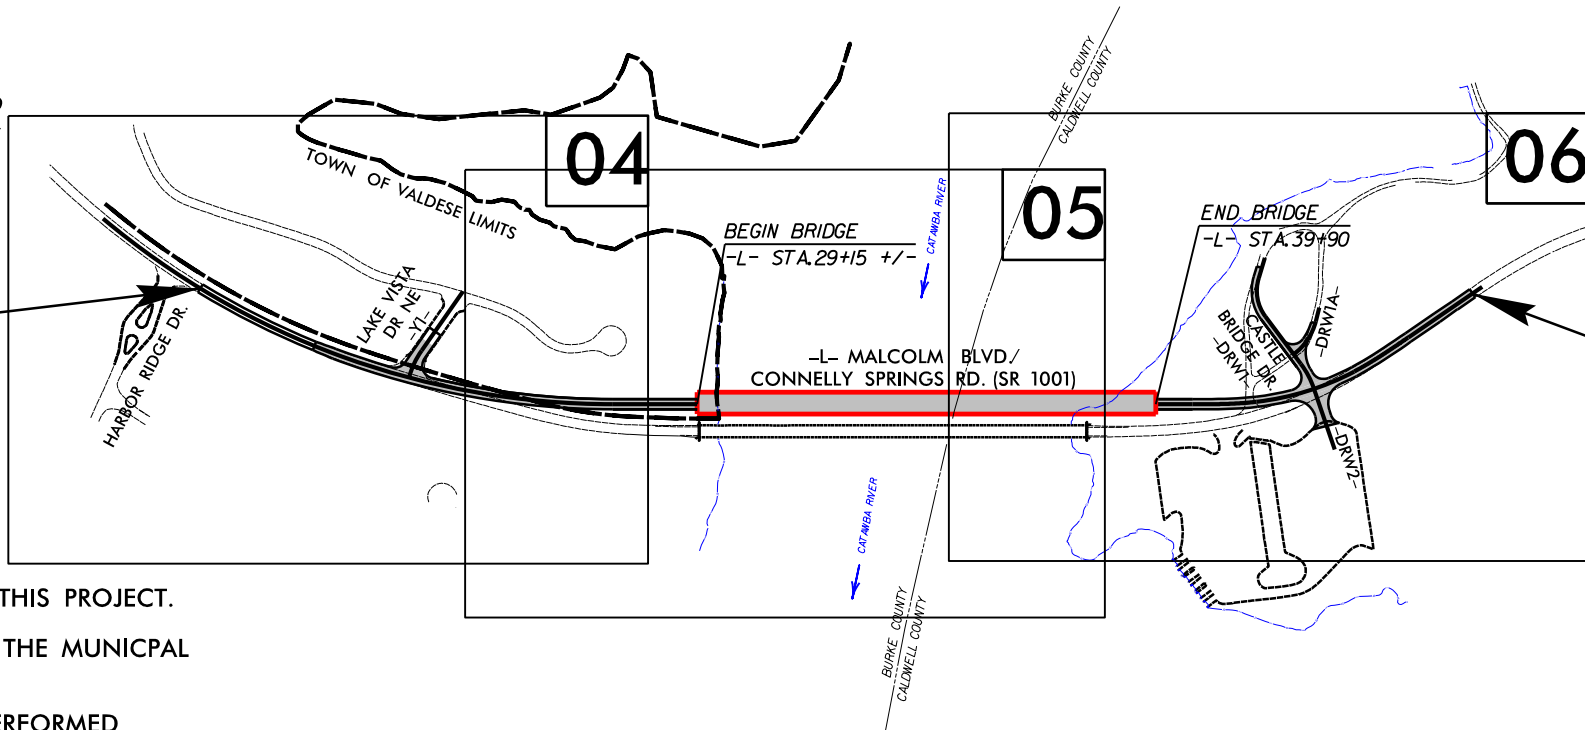 BURKE COUNTY
CALDWELL COUNTY
04
05
06
TOWN OF VALDESE LIMITS
CATAWBA RIVER
BEGIN BRIDGE
-L- STA.29+15 +/-
END BRIDGE
-L- STA.39+90
LAKE VISTA
DR NE
-Y1-
HARBOR RIDGE DR.
-L- MALCOLM BLVD./
CONNELLY SPRINGS RD. (SR 1001)
CASTLE
BRIDGE DR.
-DRW1-
-DRW1A-
-DRW2-
CATAWBA RIVER
BURKE COUNTY
CALDWELL COUNTY
THIS PROJECT.
THE MUNICPAL
ERFORMED